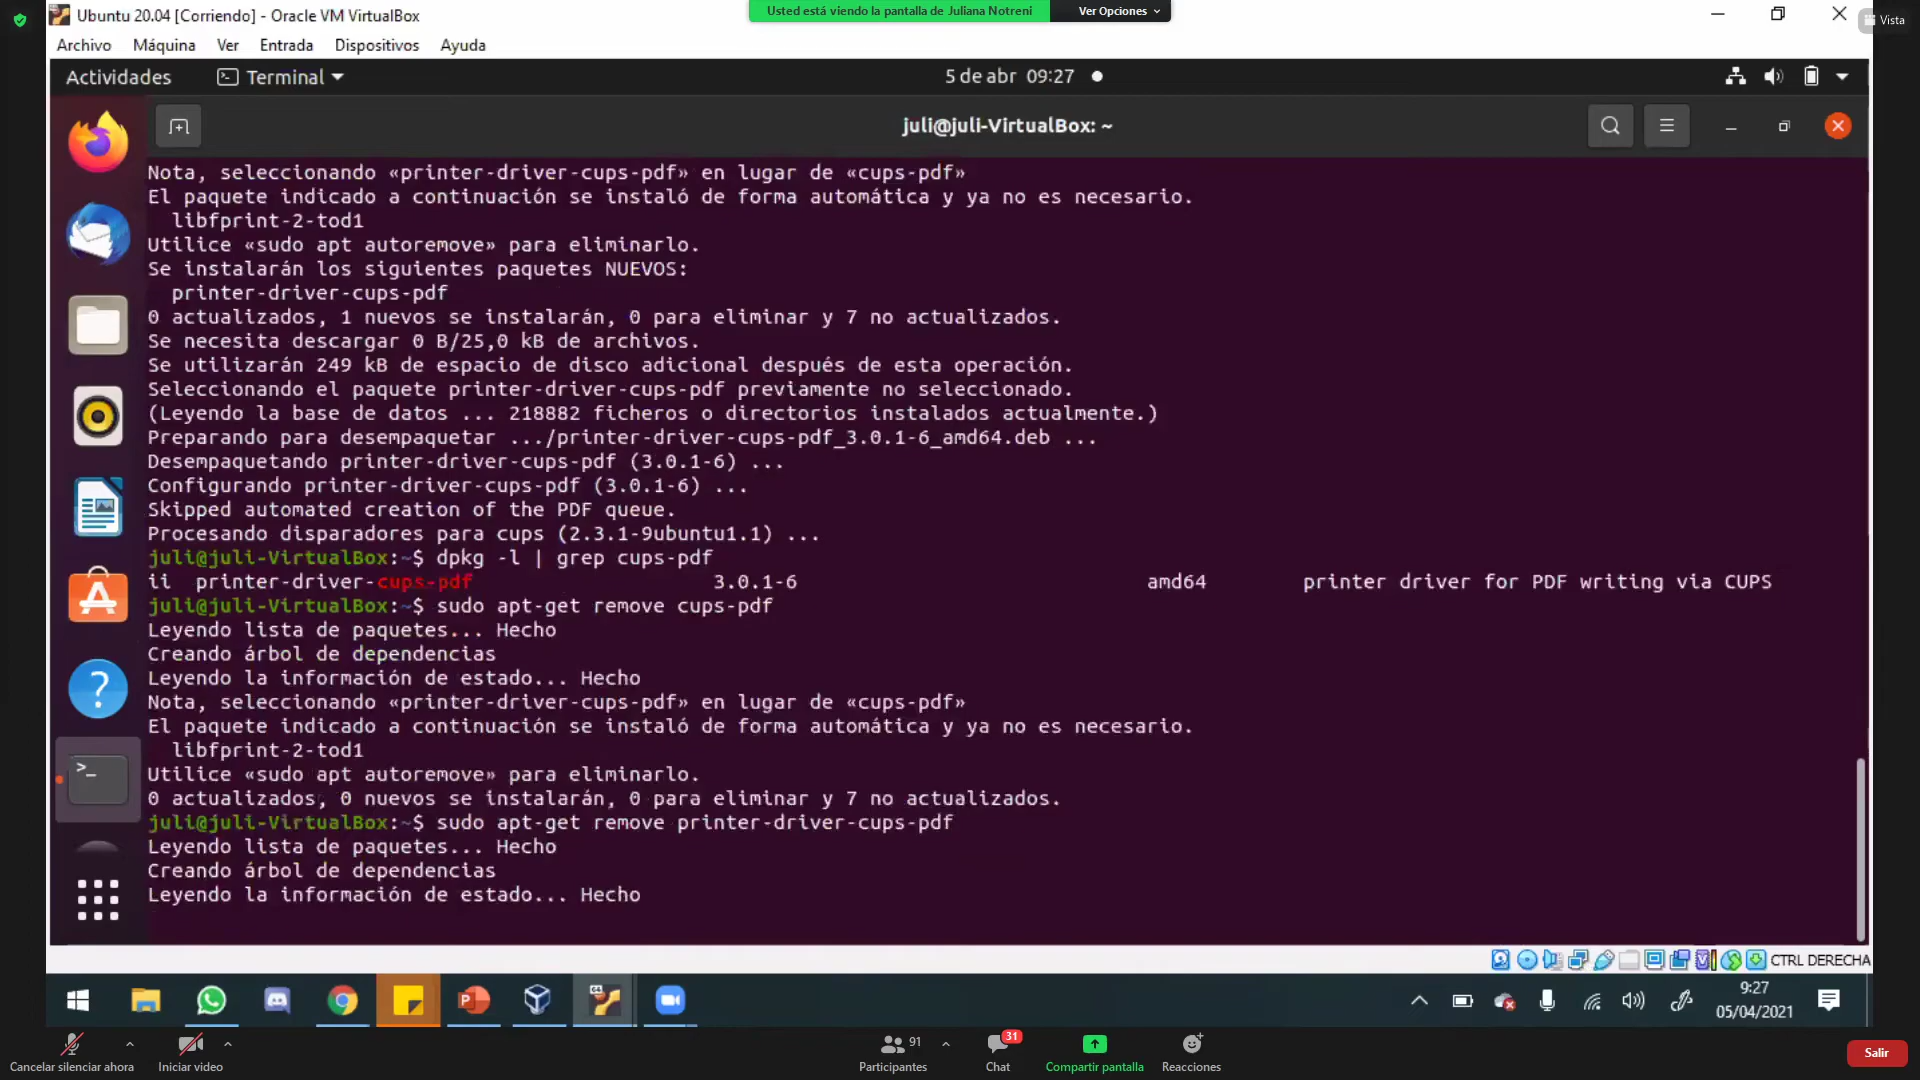 Ubuntu 20.04 [Corriendo] - Oracle VM VirtualBox
Usted está viendo la pantalla de Juliana Notreni
Ver Opciones
Vista
Archivo Máquina Ver Entrada Dispositivos Ayuda
Actividades Terminal 5 de abr 09:27
juli@juli-VirtualBox: ~
Nota, seleccionando «printer-driver-cups-pdf» en lugar de «cups-pdf»
El paquete indicado a continuación se instaló de forma automática y ya no es necesario.
libfprint-2-tod1
Utilice «sudo apt autoremove» para eliminarlo.
Se instalarán los siguientes paquetes NUEVOS:
printer-driver-cups-pdf
0 actualizados, 1 nuevos se instalarán, 0 para eliminar y 7 no actualizados.
Se necesita descargar 0 B/25,0 kB de archivos.
Se utilizarán 249 kB de espacio de disco adicional después de esta operación.
Seleccionando el paquete printer-driver-cups-pdf previamente no seleccionado.
(Leyendo la base de datos ... 218882 ficheros o directorios instalados actualmente.)
Preparando para desempaquetar .../printer-driver-cups-pdf_3.0.1-6_amd64.deb ...
Desempaquetando printer-driver-cups-pdf (3.0.1-6) ...
Configurando printer-driver-cups-pdf (3.0.1-6) ...
Skipped automated creation of the PDF queue.
Procesando disparadores para cups (2.3.1-9ubuntu1.1) ...
juli@juli-VirtualBox:~$ dpkg -l | grep cups-pdf
ii printer-driver-cups-pdf 3.0.1-6 amd64 printer driver for PDF writing via CUPS
juli@juli-VirtualBox:~$ sudo apt-get remove cups-pdf
Leyendo lista de paquetes... Hecho
Creando árbol de dependencias
Leyendo la información de estado... Hecho
Nota, seleccionando «printer-driver-cups-pdf» en lugar de «cups-pdf»
El paquete indicado a continuación se instaló de forma automática y ya no es necesario.
libfprint-2-tod1
Utilice «sudo apt autoremove» para eliminarlo.
0 actualizados, 0 nuevos se instalarán, 0 para eliminar y 7 no actualizados.
juli@juli-VirtualBox:~$ sudo apt-get remove printer-driver-cups-pdf
Leyendo lista de paquetes... Hecho
Creando árbol de dependencias
Leyendo la información de estado... Hecho
CTRL DERECHA
9:27
05/04/2021
Cancelar silenciar ahora
Iniciar video
91
Participantes
31
Chat
Compartir pantalla
Reacciones
Salir